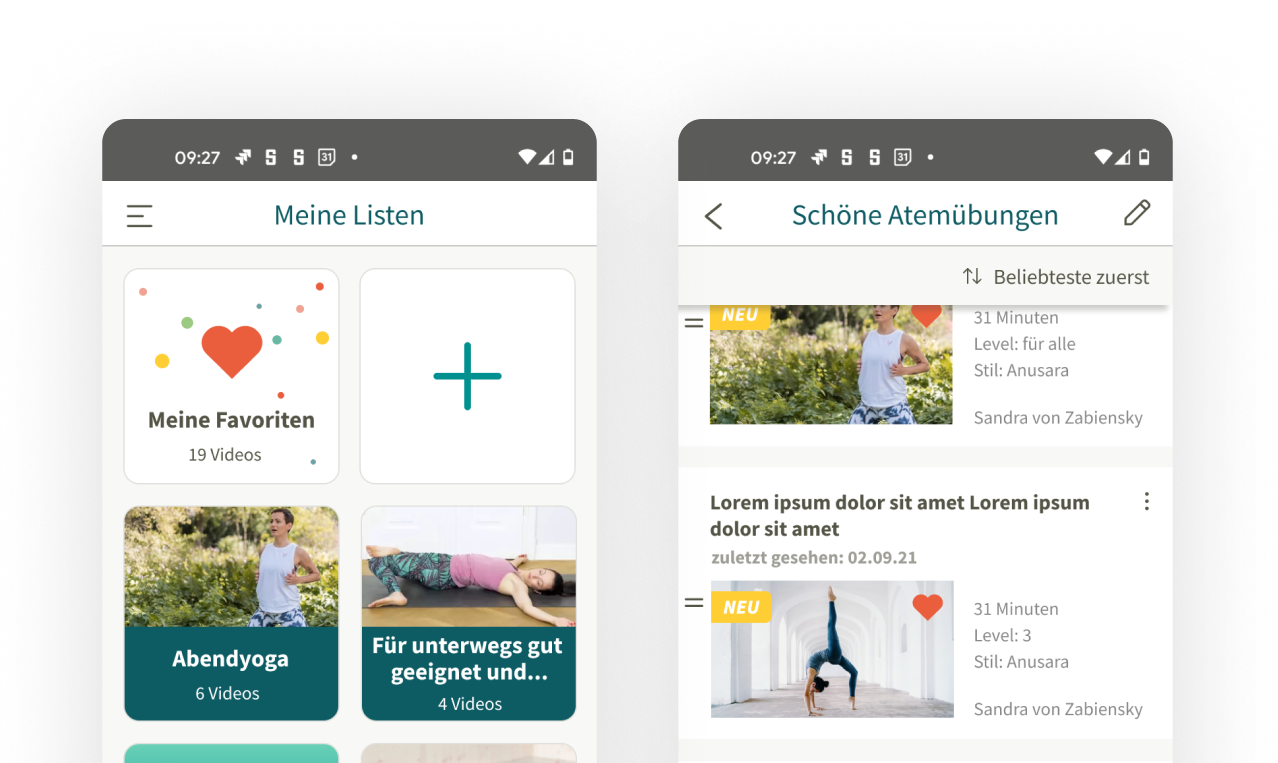 09:27
31
Meine Listen
Meine Favoriten
19 Videos
Abendyoga
6 Videos
Für unterwegs gut
geeignet und...
4 Videos
09:27
31
Schöne Atemübungen
Beliebteste zuerst
NEU
31 Minuten
Level: für alle
Stil: Anusara
Sandra von Zabiensky
Lorem ipsum dolor sit amet Lorem ipsum
dolor sit amet
zuletzt gesehen: 02.09.21
NEU
31 Minuten
Level: 3
Stil: Anusara
Sandra von Zabiensky